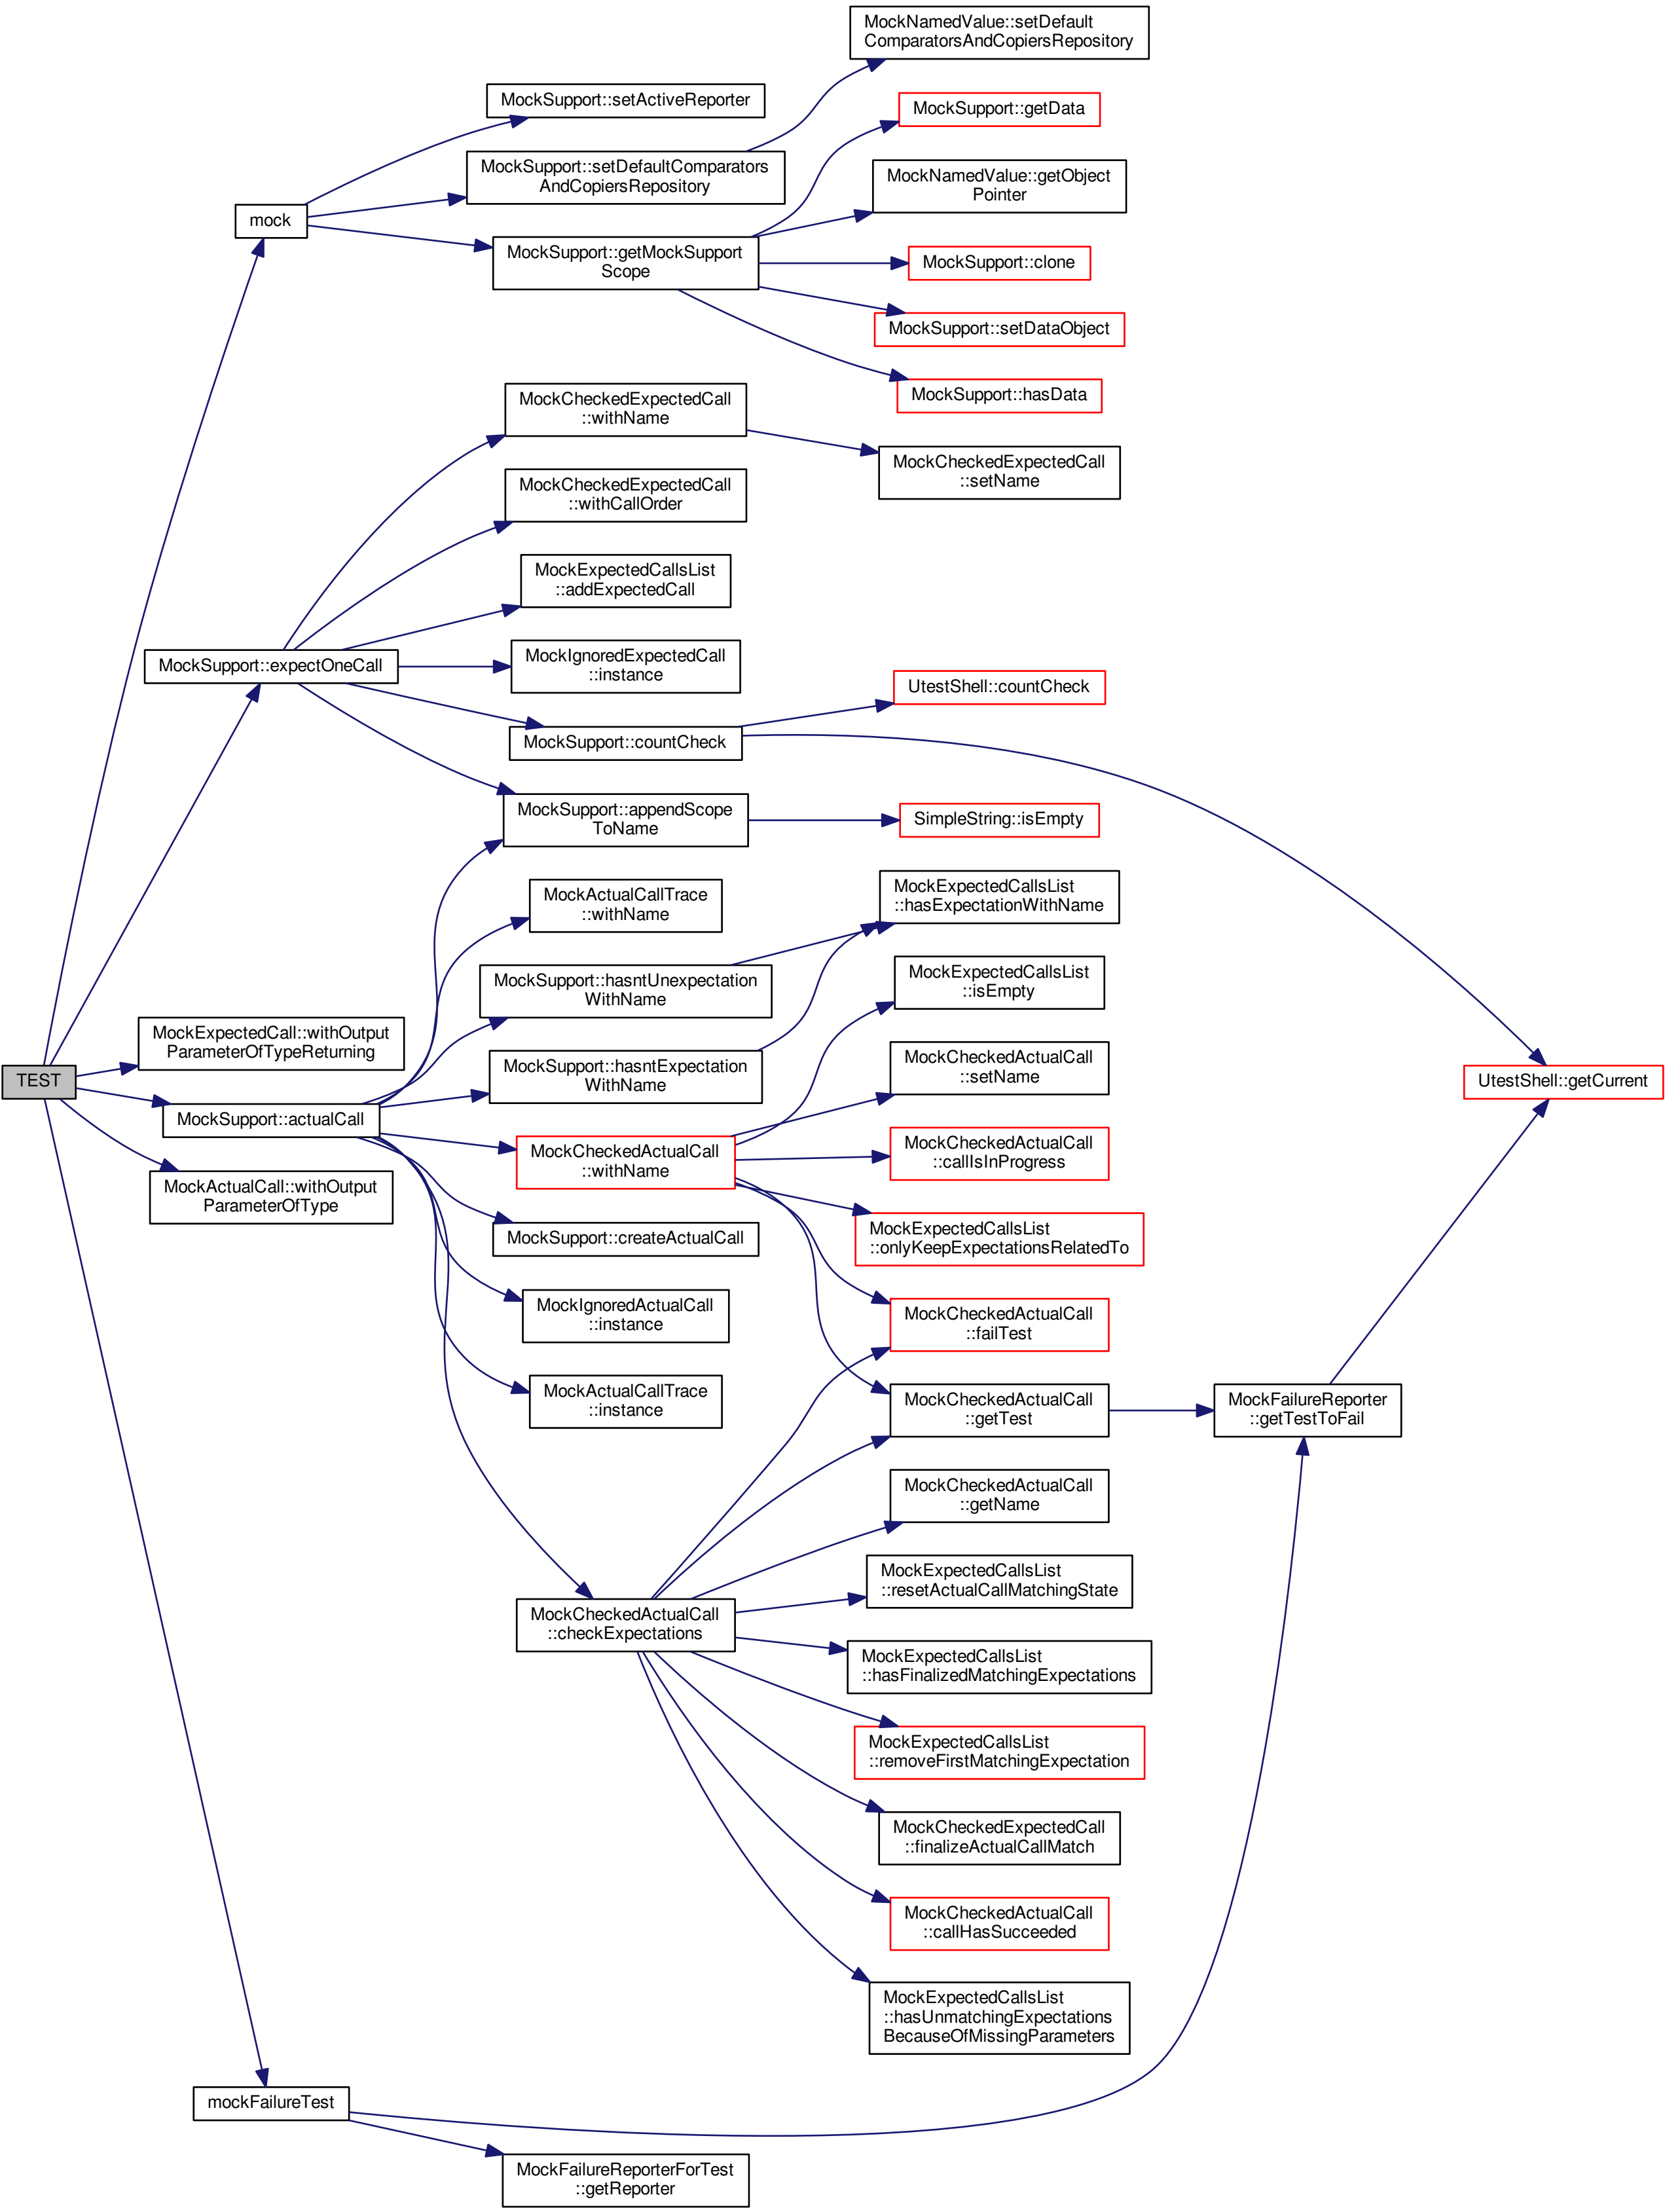 MockNamedValue::setDefault
ComparatorsAndCopiersRepository
MockSupport::setActiveReporter
MockSupport::getData
MockSupport::setDefaultComparators
AndCopiersRepository
MockNamedValue::getObject
Pointer
mock
MockSupport::getMockSupport
Scope
MockSupport::clone
MockSupport::setDataObject
MockSupport::hasData
MockCheckedExpectedCall
::withName
MockCheckedExpectedCall
::setName
MockCheckedExpectedCall
::withCallOrder
MockExpectedCallsList
::addExpectedCall
MockSupport::expectOneCall
MockIgnoredExpectedCall
::instance
UtestShell::countCheck
MockSupport::countCheck
MockSupport::appendScope
ToName
SimpleString::isEmpty
MockActualCallTrace
::withName
MockExpectedCallsList
::hasExpectationWithName
MockSupport::hasntUnexpectation
WithName
MockExpectedCallsList
::isEmpty
MockExpectedCall::withOutput
ParameterOfTypeReturning
MockSupport::hasntExpectation
WithName
MockCheckedActualCall
::setName
TEST
UtestShell::getCurrent
MockSupport::actualCall
MockCheckedActualCall
::withName
MockCheckedActualCall
::callIsInProgress
MockActualCall::withOutput
ParameterOfType
MockSupport::createActualCall
MockExpectedCallsList
::onlyKeepExpectationsRelatedTo
MockIgnoredActualCall
::instance
MockCheckedActualCall
::failTest
MockActualCallTrace
::instance
MockCheckedActualCall
::getTest
MockFailureReporter
::getTestToFail
MockCheckedActualCall
::getName
MockExpectedCallsList
::resetActualCallMatchingState
MockCheckedActualCall
::checkExpectations
MockExpectedCallsList
::hasFinalizedMatchingExpectations
MockExpectedCallsList
::removeFirstMatchingExpectation
MockCheckedExpectedCall
::finalizeActualCallMatch
MockCheckedActualCall
::callHasSucceeded
MockExpectedCallsList
::hasUnmatchingExpectations
BecauseOfMissingParameters
mockFailureTest
MockFailureReporterForTest
::getReporter